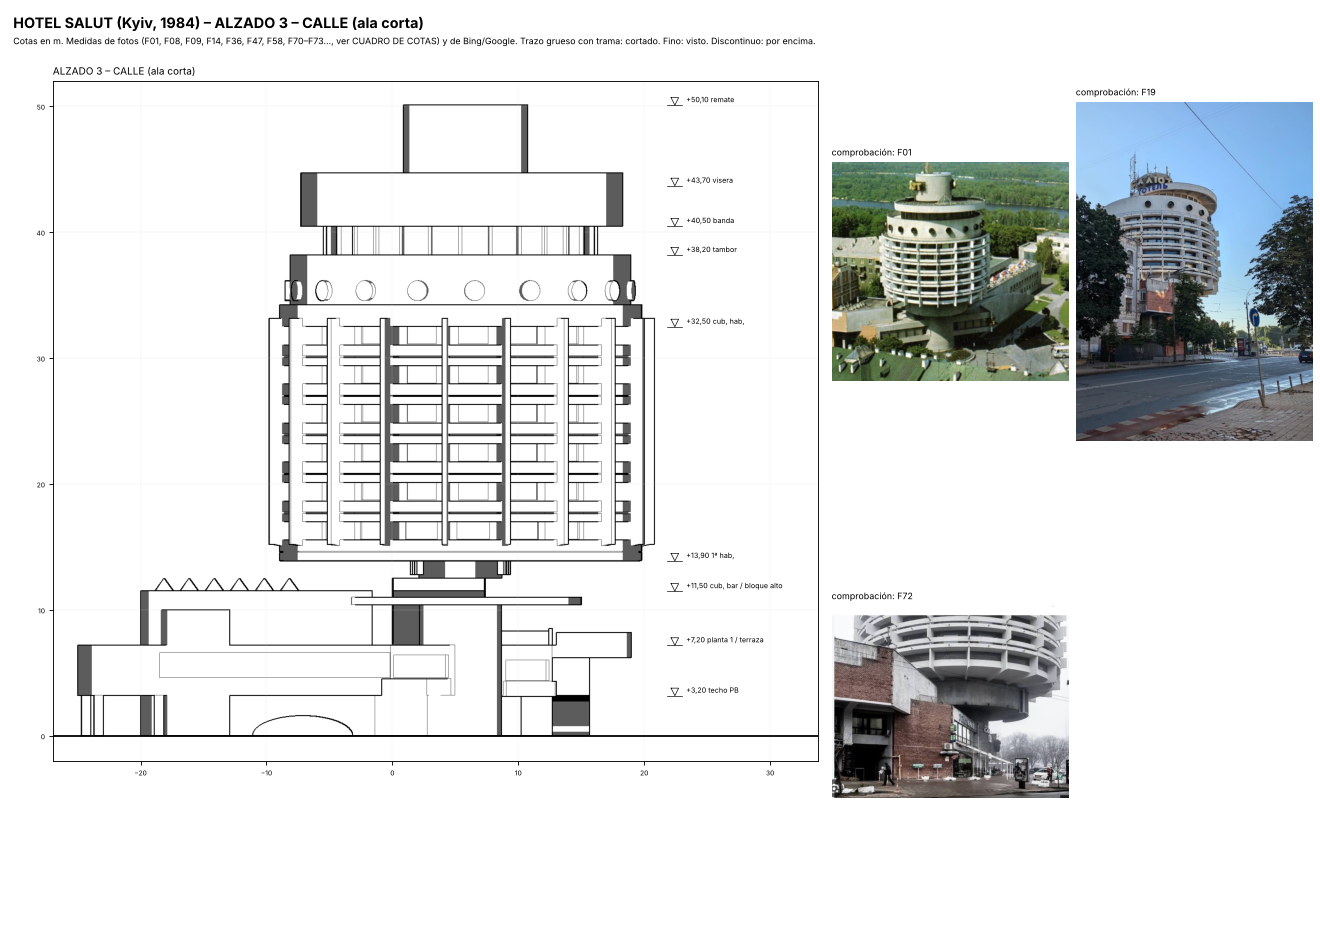 HOTEL SALUT (Kyiv, 1984) – ALZADO 3 – CALLE (ala corta)
Cotas en m. Medidas de fotos (F01, F08, F09, F14, F36, F47, F58, F70–F73..., ver CUADRO DE COTAS) y de Bing/Google. Trazo grueso con trama: cortado. Fino: visto. Discontinuo: por encima.
ALZADO 3 – CALLE (ala corta)
50
40
30
20
10
0
−20
−10
0
10
20
30
+50,10 remate
+43,70 visera
+40,50 banda
+38,20 tambor
+32,50 cub, hab,
+13,90 1ª hab,
+11,50 cub, bar / bloque alto
+7,20 planta 1 / terraza
+3,20 techo PB
comprobación: F01
comprobación: F19
comprobación: F72